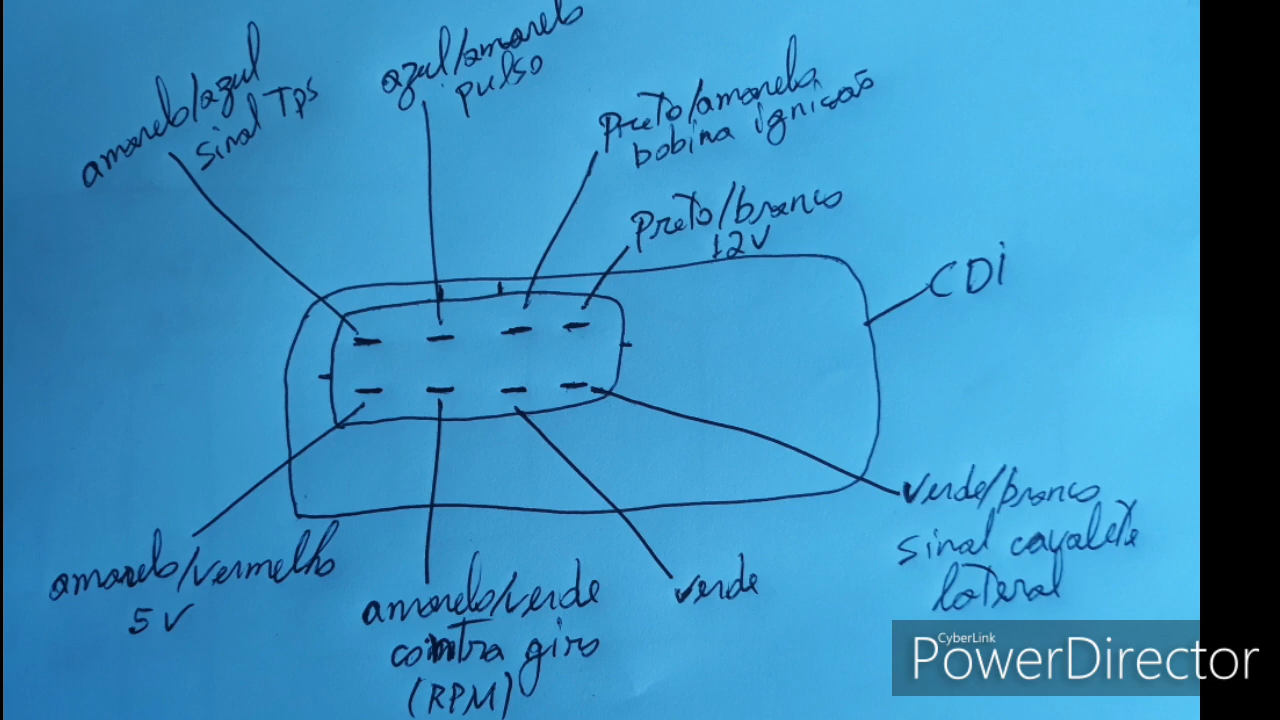 amarelo/azul
sinal TPS
azul/amarelo
pulso
Preto/amarelo
bobina ignição
Preto/branco
12V
CDI
amarelo/vermelho
5V
amarelo/verde
contra giro
(RPM)
verde
verde/branco
sinal cavalete
lateral
CyberLink
PowerDirector